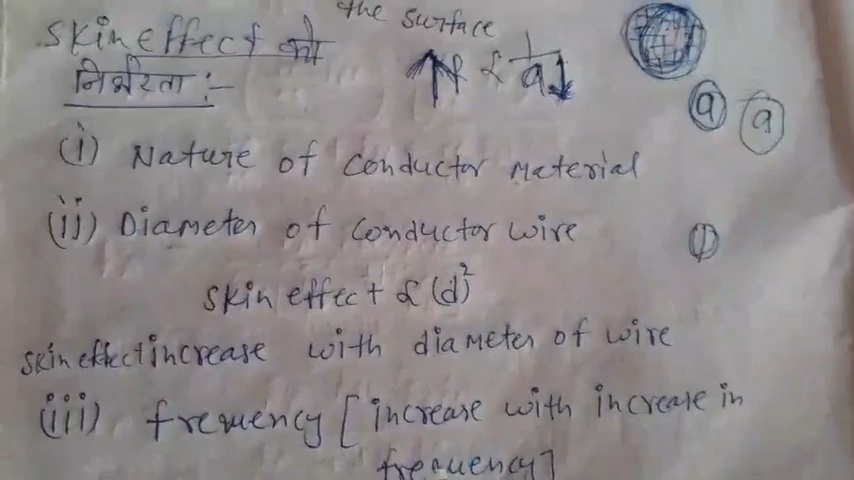 the surface
skin effect को
निर्भरता :-
↑R ∝ 1/a↓
a a
(i) Nature of conductor material
(ii) Diameter of conductor wire
skin effect ∝ (d)²
skin effect increase with diameter of wire
(iii) frequency [increase with increase in
frequency]